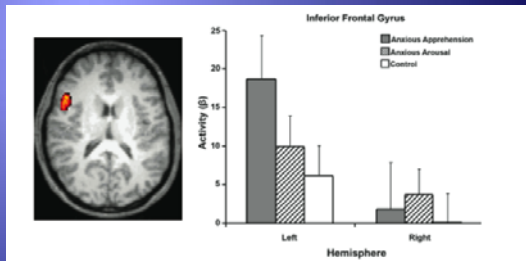 Inferior Frontal Gyrus
Anxious Apprehension
Anxious Arousal
Control
Activity (β)
25
20
15
10
5
0
Left
Right
Hemisphere